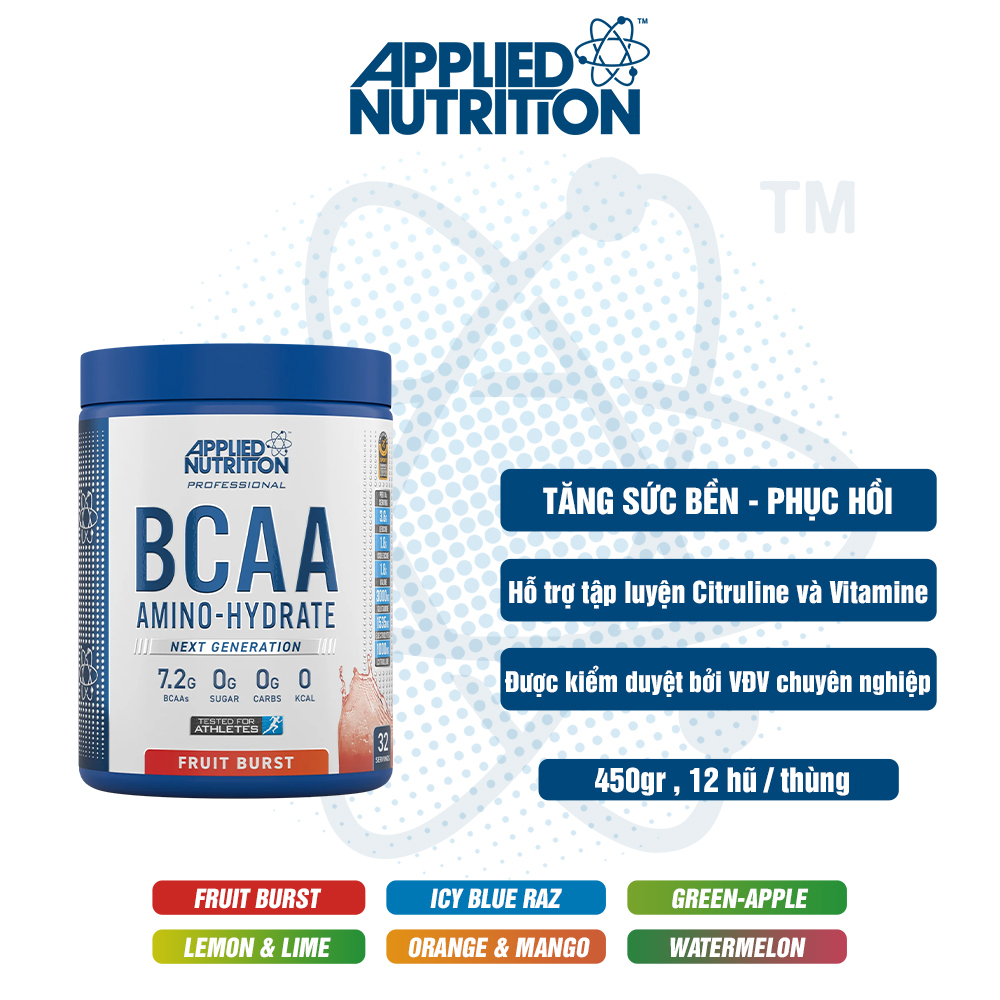 APPLIED
NUTRITION
TM
TM
APPLIED
NUTRITION
PROFESSIONAL
BCAA
AMINO-HYDRATE
NEXT GENERATION
7.2G 0G 0G 0
BCAAs SUGAR CARBS KCAL
TESTED FOR
ATHLETES
FRUIT BURST
32
SERVINGS
TĂNG SỨC BỀN - PHỤC HỒI
Hỗ trợ tập luyện Citruline và Vitamine
Được kiểm duyệt bởi VĐV chuyên nghiệp
450gr , 12 hũ / thùng
FRUIT BURST
ICY BLUE RAZ
GREEN-APPLE
LEMON & LIME
ORANGE & MANGO
WATERMELON